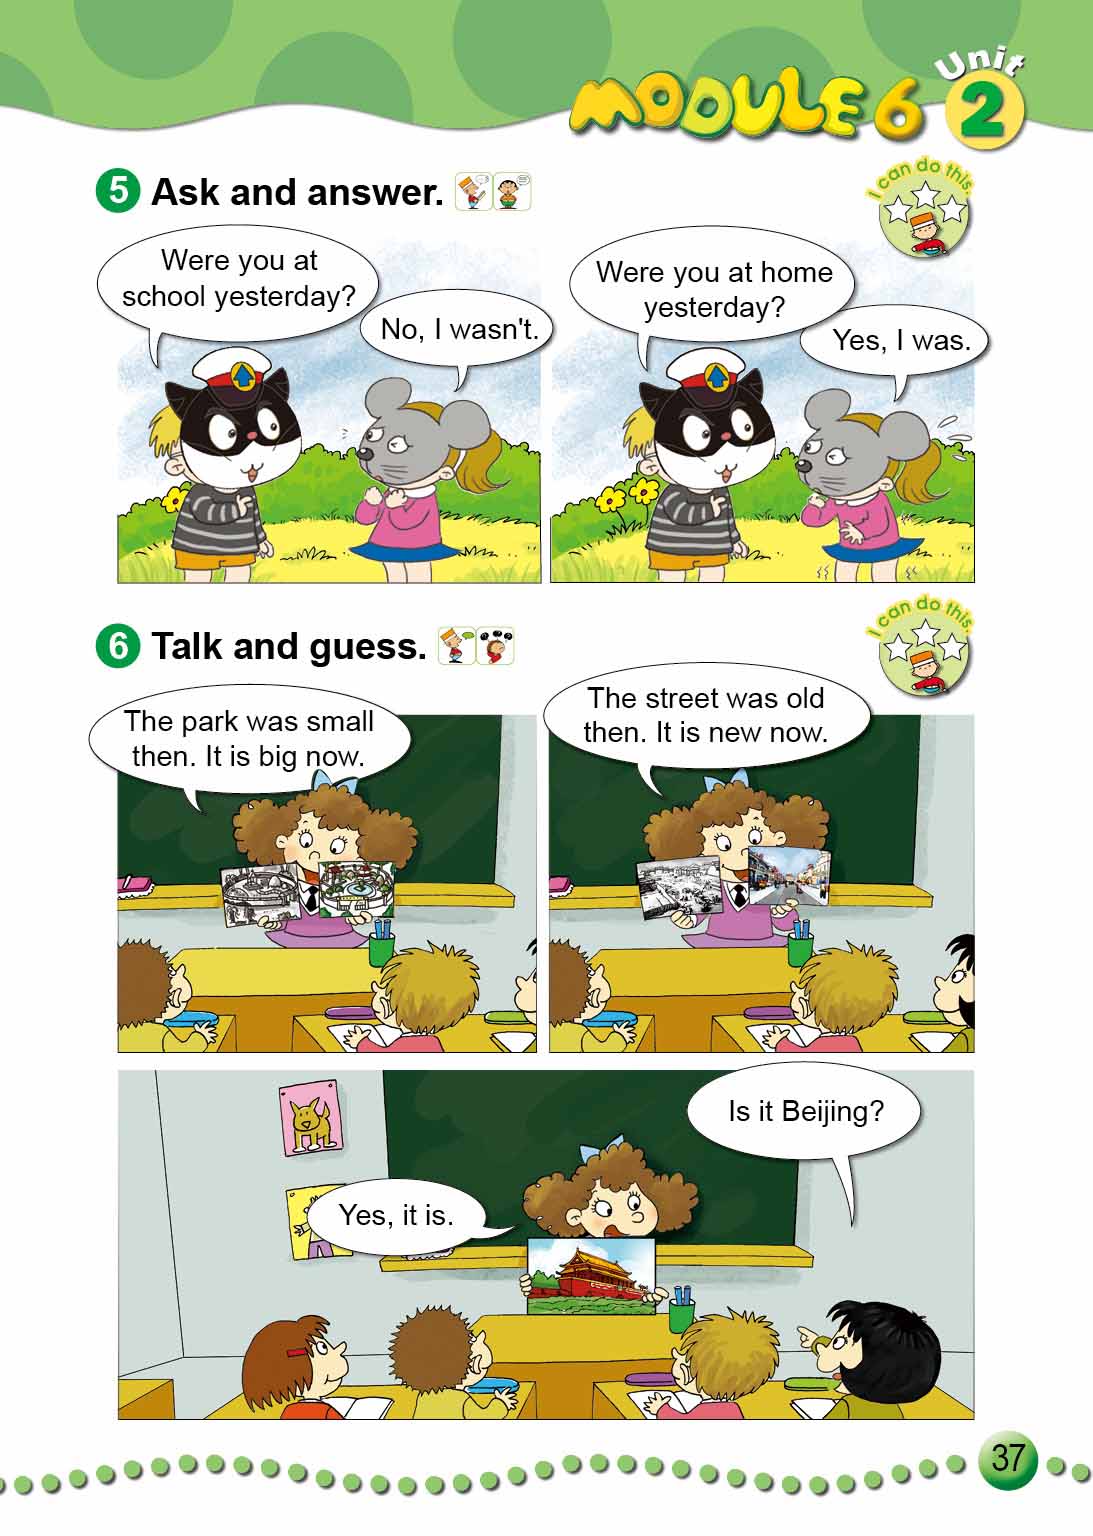 MODULE 6
Unit
2
5 Ask and answer.
I can do this.
Were you at
school yesterday?
No, I wasn't.
Were you at home
yesterday?
Yes, I was.
6 Talk and guess.
I can do this.
The park was small
then. It is big now.
The street was old
then. It is new now.
Is it Beijing?
Yes, it is.
37